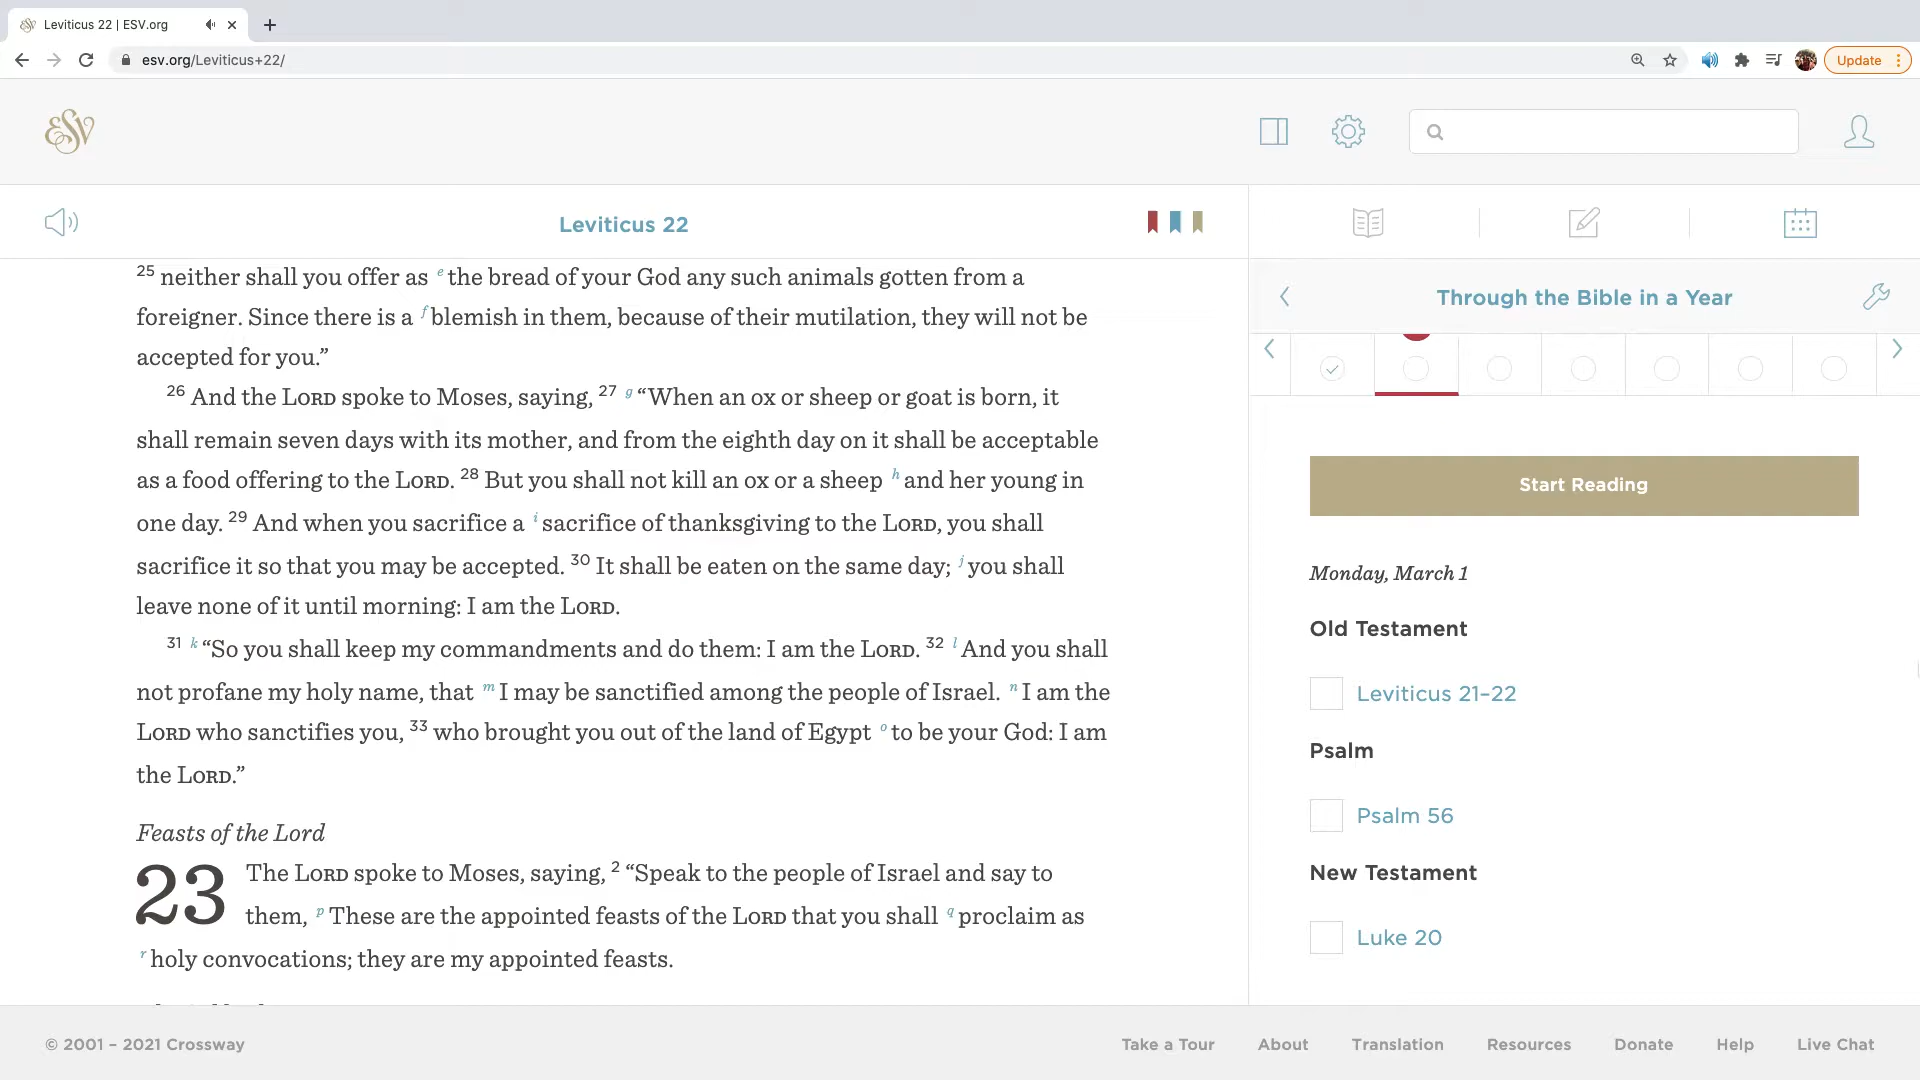 Leviticus 22 | ESV.org
esv.org/Leviticus+22/
Update
ESV
Leviticus 22
25 neither shall you offer as e the bread of your God any such animals gotten from a
foreigner. Since there is a f blemish in them, because of their mutilation, they will not be
accepted for you.”
26 And the LORD spoke to Moses, saying, 27 g “When an ox or sheep or goat is born, it
shall remain seven days with its mother, and from the eighth day on it shall be acceptable
as a food offering to the LORD. 28 But you shall not kill an ox or a sheep h and her young in
one day. 29 And when you sacrifice a i sacrifice of thanksgiving to the LORD, you shall
sacrifice it so that you may be accepted. 30 It shall be eaten on the same day; j you shall
leave none of it until morning: I am the LORD.
31 k “So you shall keep my commandments and do them: I am the LORD. 32 l And you shall
not profane my holy name, that m I may be sanctified among the people of Israel. n I am the
LORD who sanctifies you, 33 who brought you out of the land of Egypt o to be your God: I am
the LORD.”
Feasts of the Lord
23 The LORD spoke to Moses, saying, 2 “Speak to the people of Israel and say to
them, p These are the appointed feasts of the LORD that you shall q proclaim as
r holy convocations; they are my appointed feasts.
Through the Bible in a Year
Start Reading
Monday, March 1
Old Testament
Leviticus 21–22
Psalm
Psalm 56
New Testament
Luke 20
© 2001 – 2021 Crossway
Take a Tour
About
Translation
Resources
Donate
Help
Live Chat